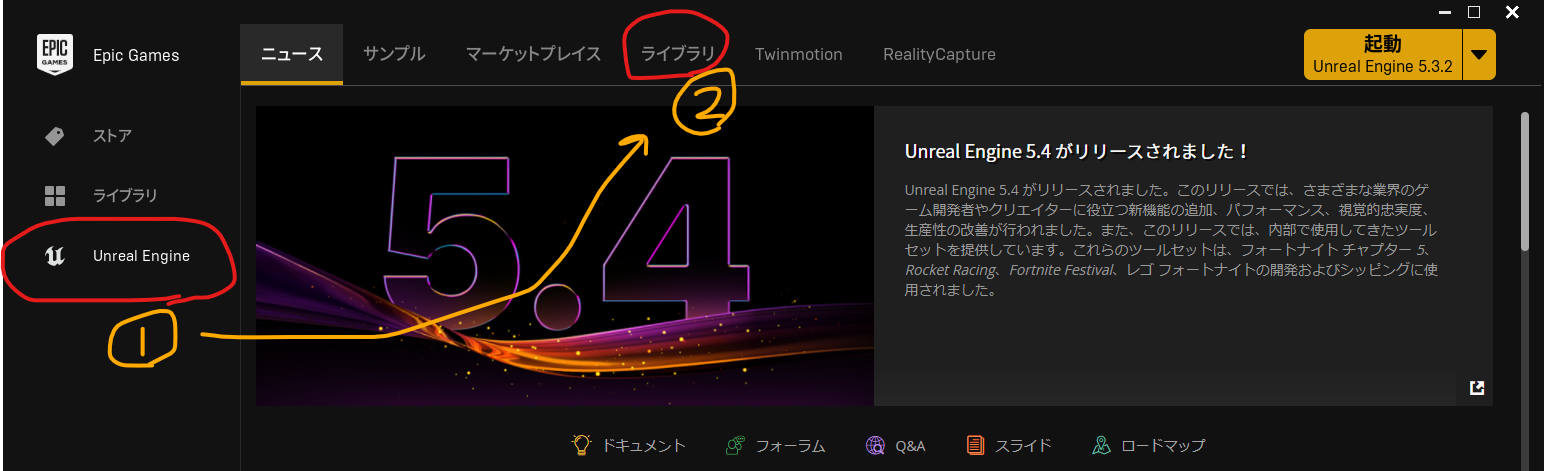 EPIC
GAMES
Epic Games
ニュース
サンプル
マーケットプレイス
ライブラリ
Twinmotion
RealityCapture
起動
Unreal Engine 5.3.2
ストア
ライブラリ
Unreal Engine
1
2
5.4
Unreal Engine 5.4 がリリースされました！
Unreal Engine 5.4 がリリースされました。このリリースでは、さまざまな業界のゲ
ーム開発者やクリエイターに役立つ新機能の追加、パフォーマンス、視覚的忠実度、
生産性の改善が行われました。また、このリリースでは、内部で使用してきたツール
セットを提供しています。これらのツールセットは、フォートナイト チャプター 5、
Rocket Racing、Fortnite Festival、レゴ フォートナイトの開発およびシッピングに使
用されました。
ドキュメント
フォーラム
Q&A
スライド
ロードマップ